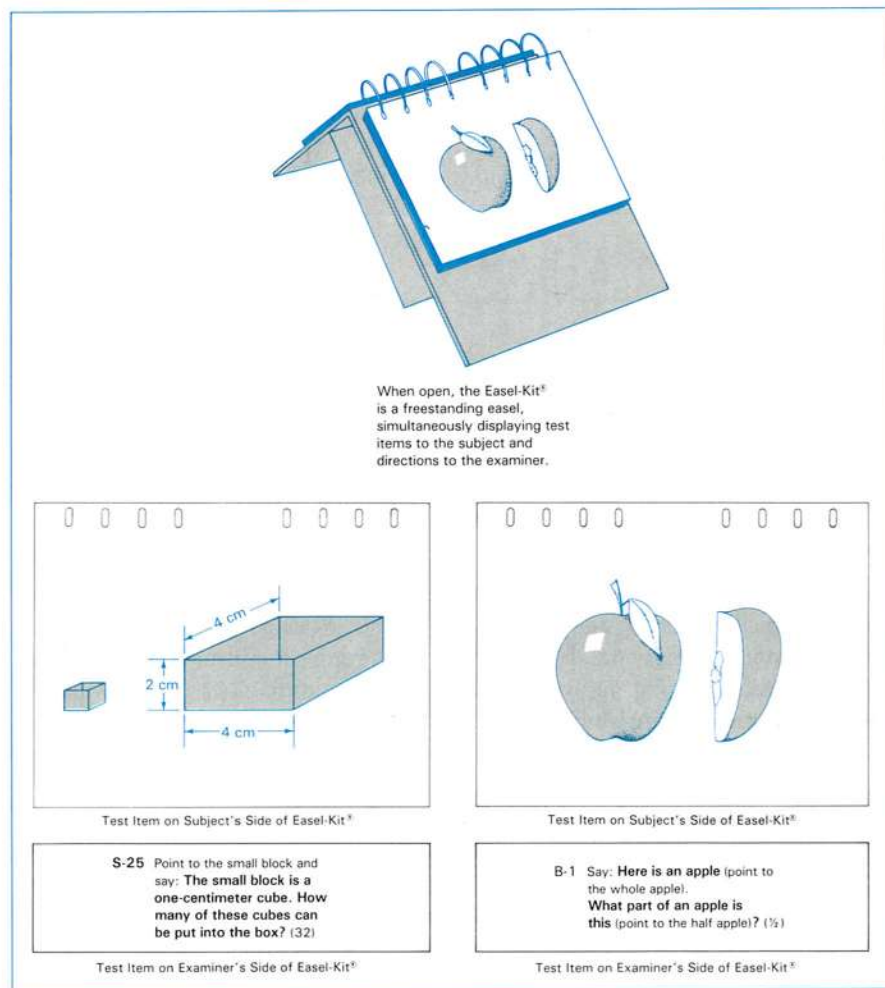 When open, the Easel-Kit®
is a freestanding easel,
simultaneously displaying test
items to the subject and
directions to the examiner.
4 cm
2 cm
4 cm
Test Item on Subject's Side of Easel-Kit®
S-25 Point to the small block and
say: The small block is a
one-centimeter cube. How
many of these cubes can
be put into the box? (32)
Test Item on Examiner's Side of Easel-Kit®
Test Item on Subject's Side of Easel-Kit®
B-1 Say: Here is an apple (point to
the whole apple).
What part of an apple is
this (point to the half apple)? (½)
Test Item on Examiner's Side of Easel-Kit®